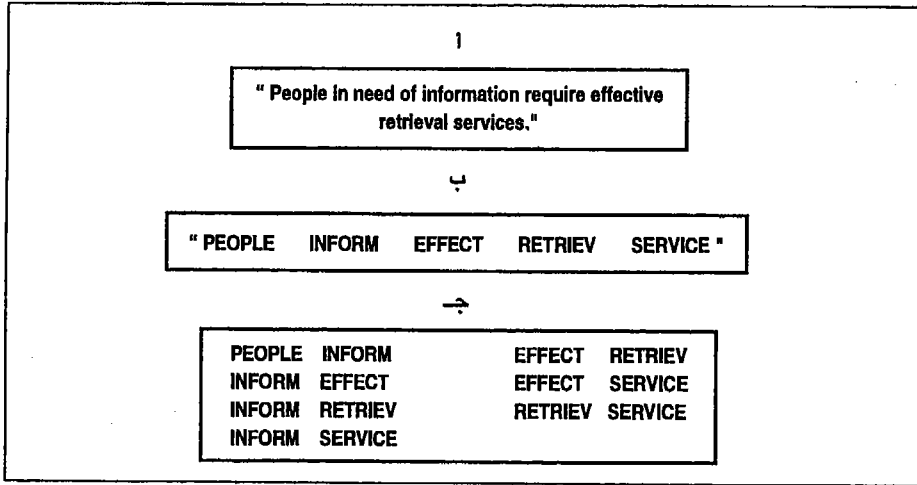 أ
" People in need of information require effective
retrieval services."
ب
" PEOPLE INFORM EFFECT RETRIEV SERVICE "
جـ
PEOPLE INFORM EFFECT RETRIEV
INFORM EFFECT EFFECT SERVICE
INFORM RETRIEV RETRIEV SERVICE
INFORM SERVICE